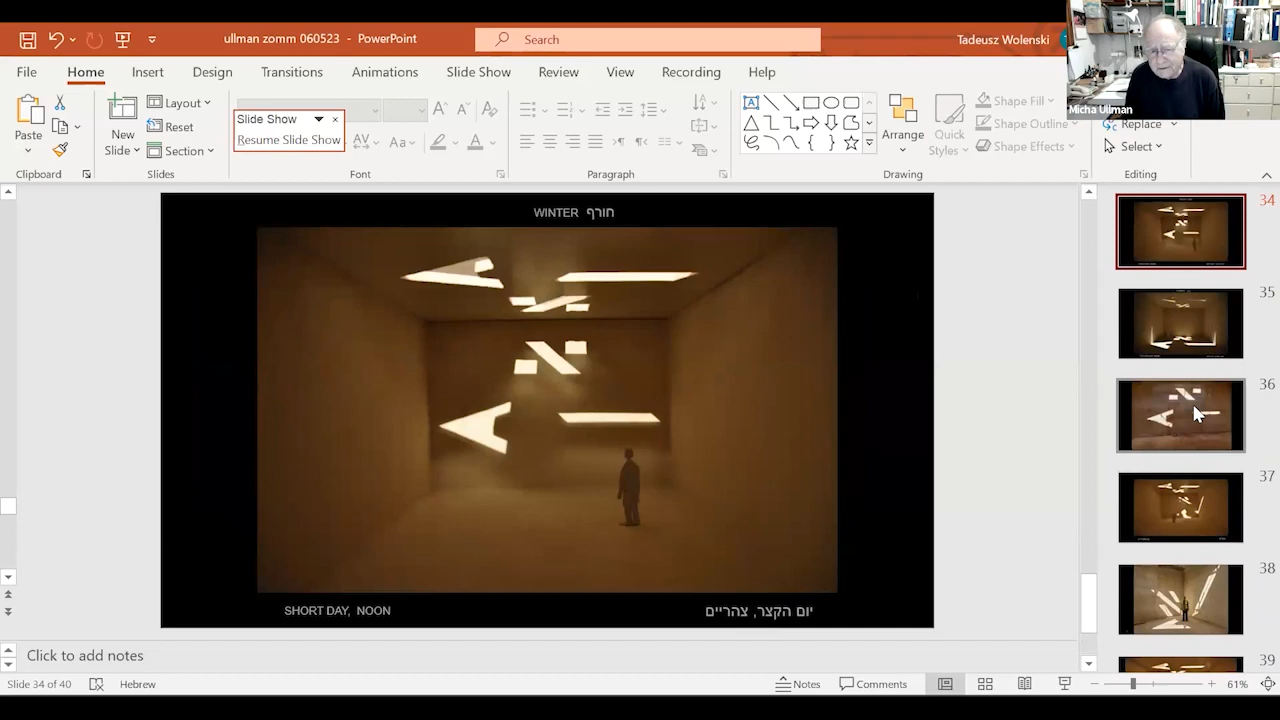 ullman zomm 060523 - PowerPoint
Search
Tadeusz Wolenski
File Home Insert Design Transitions Animations Slide Show Review View Recording Help
Micha Ullman
Paste
New
Slide
Layout
Reset
Section
Slide Show
Resume Slide Show
Aa
Arrange
Quick
Styles
Shape Fill
Shape Outline
Shape Effects
Replace
Select
Clipboard
Slides
Font
Paragraph
Drawing
Editing
WINTER חורף
SHORT DAY, NOON
יום הקצר, צהריים
34
35
36
37
38
39
Click to add notes
Slide 34 of 40
Hebrew
Notes
Comments
61%